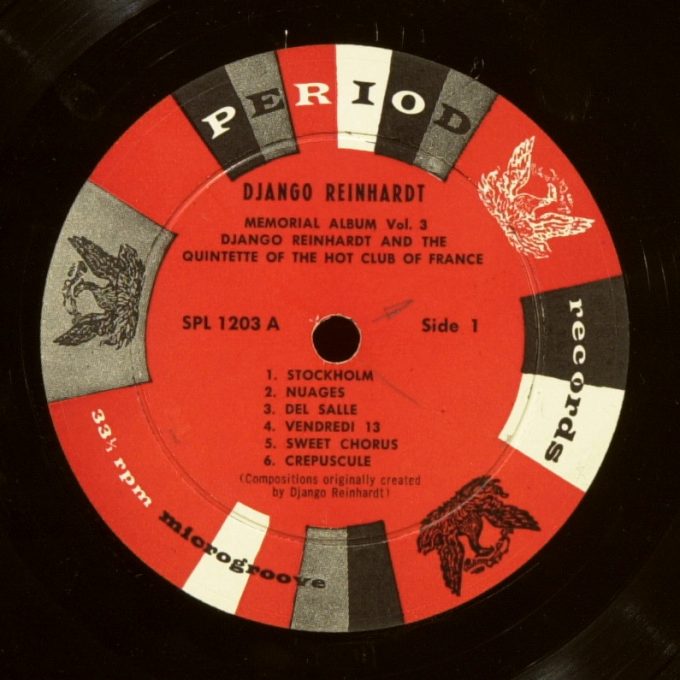 PERIOD
DJANGO REINHARDT
MEMORIAL ALBUM Vol. 3
DJANGO REINHARDT AND THE
QUINTETTE OF THE HOT CLUB OF FRANCE
SPL 1203 A
Side 1
1. STOCKHOLM
2. NUAGES
3. DEL SALLE
4. VENDREDI 13
5. SWEET CHORUS
6. CREPUSCULE
(Compositions originally created
by Django Reinhardt)
records
33⅓ rpm
microgroove